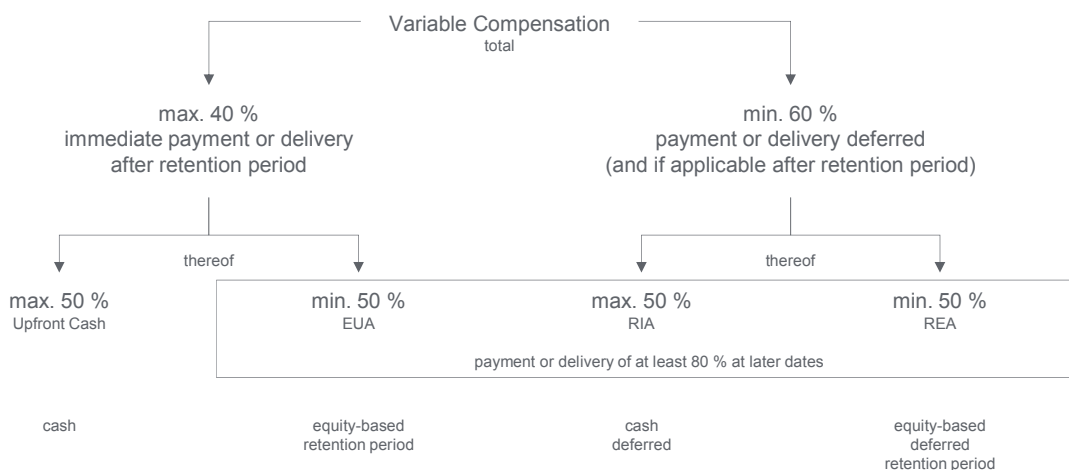 Variable Compensation
total
max. 40 %
immediate payment or delivery
after retention period
min. 60 %
payment or delivery deferred
(and if applicable after retention period)
thereof
thereof
max. 50 %
Upfront Cash
min. 50 %
EUA
max. 50 %
RIA
min. 50 %
REA
payment or delivery of at least 80 % at later dates
cash
equity-based
retention period
cash
deferred
equity-based
deferred
retention period